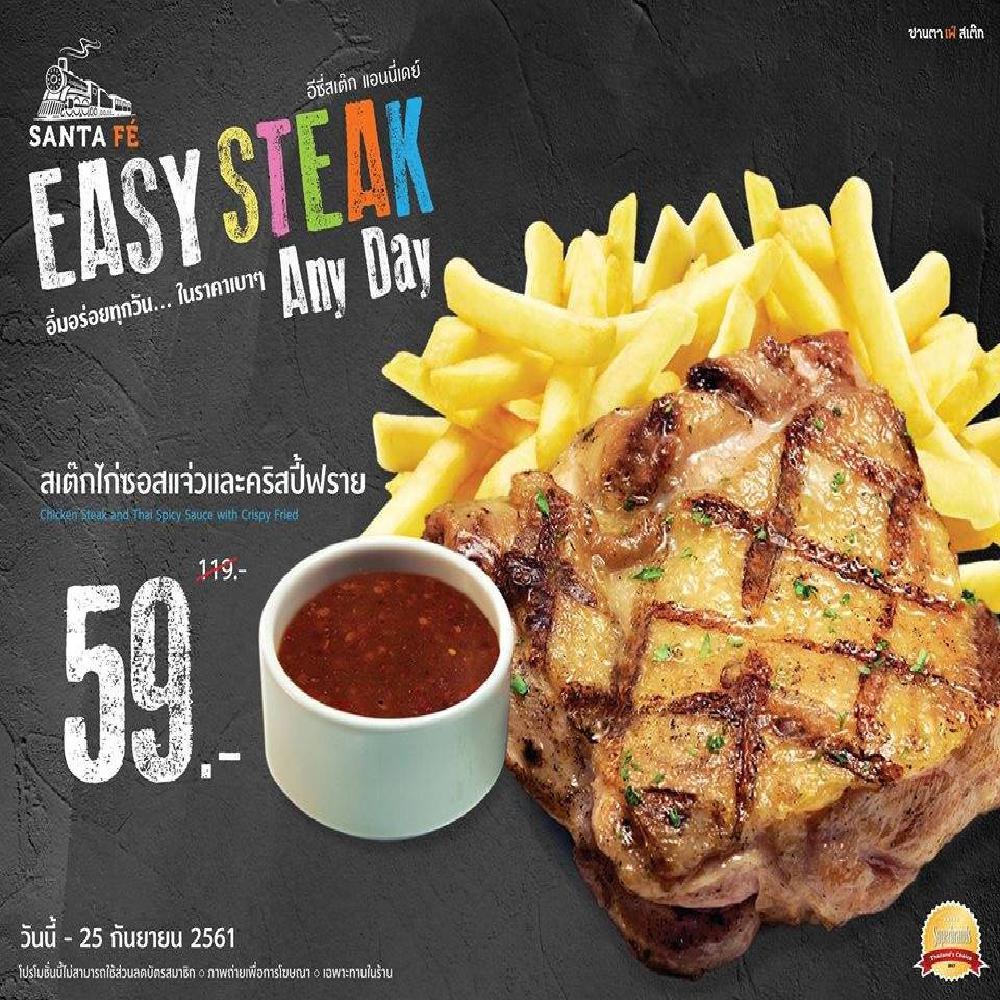 ซานตา เฟ่ สเต๊ก
SANTA FÉ
อีซี่สเต๊ก แอนนี่เดย์
EASY STEAK
Any Day
อิ่มอร่อยทุกวัน... ในราคาเบาๆ
สเต๊กไก่ซอสแจ่วและคริสปี้ฟราย
Chicken Steak and Thai Spicy Sauce with Crispy Fried
119.-
59.-
วันนี้ - 25 กันยายน 2561
โปรโมชั่นนี้ไม่สามารถใช้ส่วนลดบัตรสมาชิก ○ ภาพถ่ายเพื่อการโฆษณา ○ เฉพาะทานในร้าน
Superbrands
Thailand's Choice